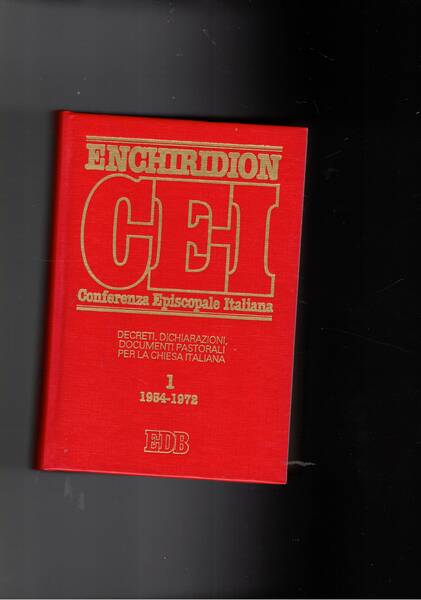 ENCHIRIDION
CEI
Conferenza Episcopale Italiana
DECRETI, DICHIARAZIONI,
DOCUMENTI PASTORALI
PER LA CHIESA ITALIANA
1
1954-1972
EDB